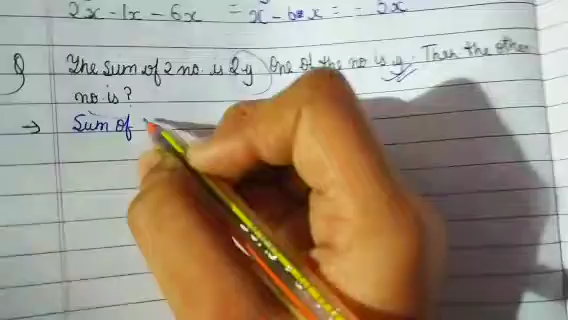 2x - 1x - 6x = x - 6x = - 5x
Q The sum of 2 no. is 2y One of the no is y. Then the other
no. is?
→ Sum of